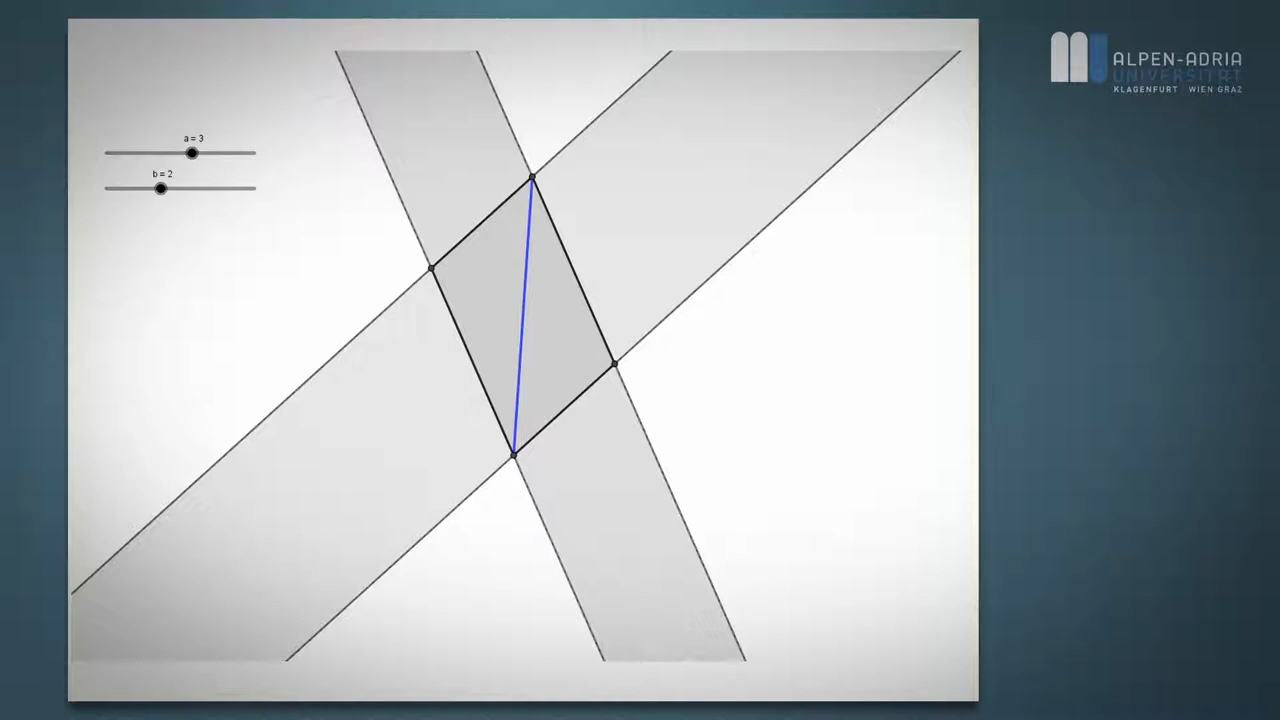 a = 3
b = 2
ALPEN-ADRIA
UNIVERSITÄT
KLAGENFURT WIEN GRAZ